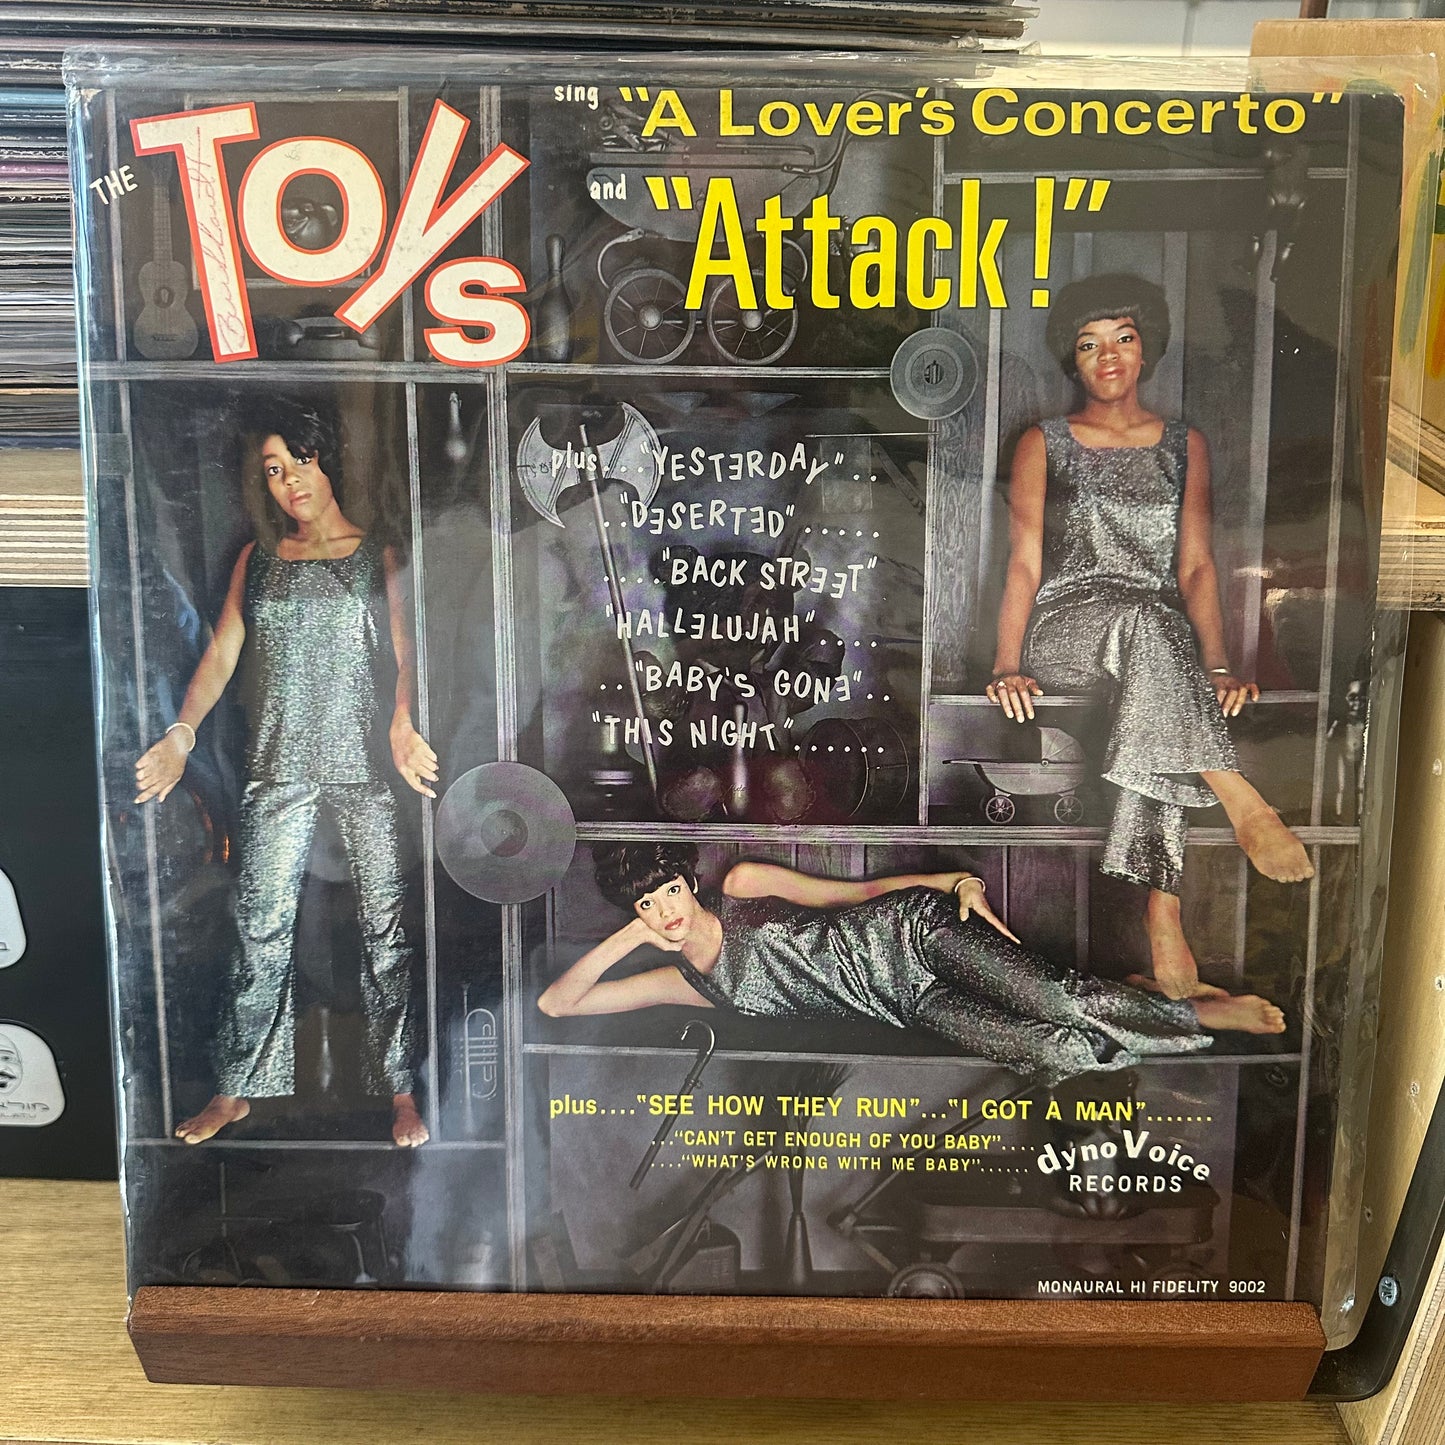 THE TOYS
sing "A Lover's Concerto"
and "Attack!"
plus..."YESTERDAY"..
.."DESERTED".....
...."BACK STREET"
"HALLELUJAH"....
.."BABY'S GONE"..
"THIS NIGHT"......
plus...."SEE HOW THEY RUN"..."I GOT A MAN".......
..."CAN'T GET ENOUGH OF YOU BABY"....
...."WHAT'S WRONG WITH ME BABY"......
dynoVoice
RECORDS
MONAURAL HI FIDELITY 9002